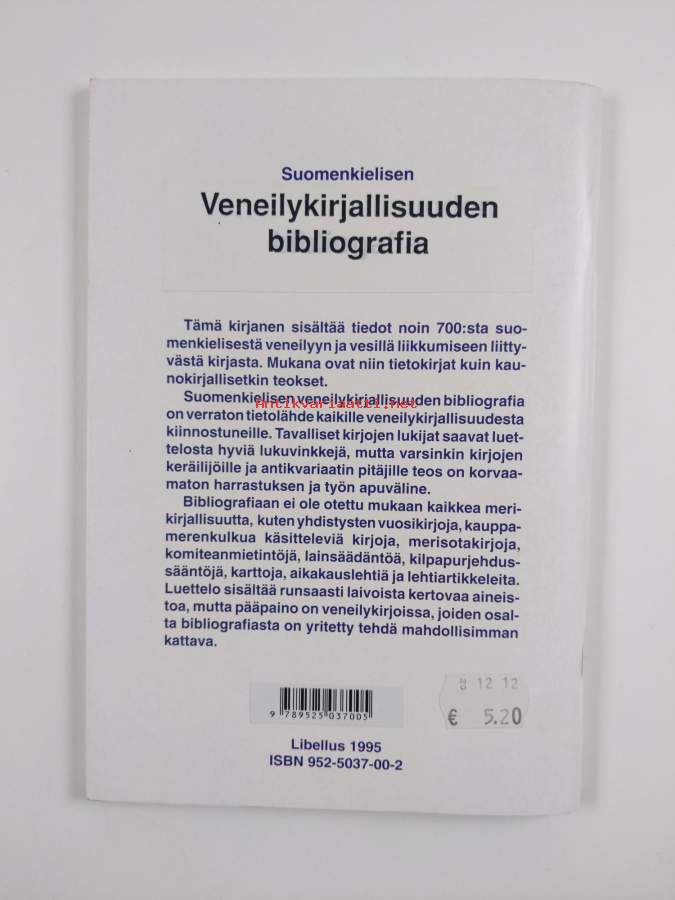 Suomenkielisen
Veneilykirjallisuuden
bibliografia
Tämä kirjanen sisältää tiedot noin 700:sta suo-
menkielisestä veneilyyn ja vesillä liikkumiseen liitty-
västä kirjasta. Mukana ovat niin tietokirjat kuin kau-
nokirjallisetkin teokset.
Suomenkielisen veneilykirjallisuuden bibliografia
Antikvariaatti.net
on verraton tietolähde kaikille veneilykirjallisuudesta
kiinnostuneille. Tavalliset kirjojen lukijat saavat luet-
telosta hyviä lukuvinkkejä, mutta varsinkin kirjojen
keräilijöille ja antikvariaatin pitäjille teos on korvaa-
maton harrastuksen ja työn apuväline.
Bibliografiaan ei ole otettu mukaan kaikkea meri-
kirjallisuutta, kuten yhdistysten vuosikirjoja, kauppa-
merenkulkua käsitteleviä kirjoja, merisotakirjoja,
komiteanmietintöjä, lainsäädäntöä, kilpapurjehdus-
sääntöjä, karttoja, aikakauslehtiä ja lehtiartikkeleita.
Luettelo sisältää runsaasti laivoista kertovaa aineis-
toa, mutta pääpaino on veneilykirjoissa, joiden osal-
ta bibliografiasta on yritetty tehdä mahdollisimman
kattava.
9 789525 037005
12 12
€ 5.20
Libellus 1995
ISBN 952-5037-00-2